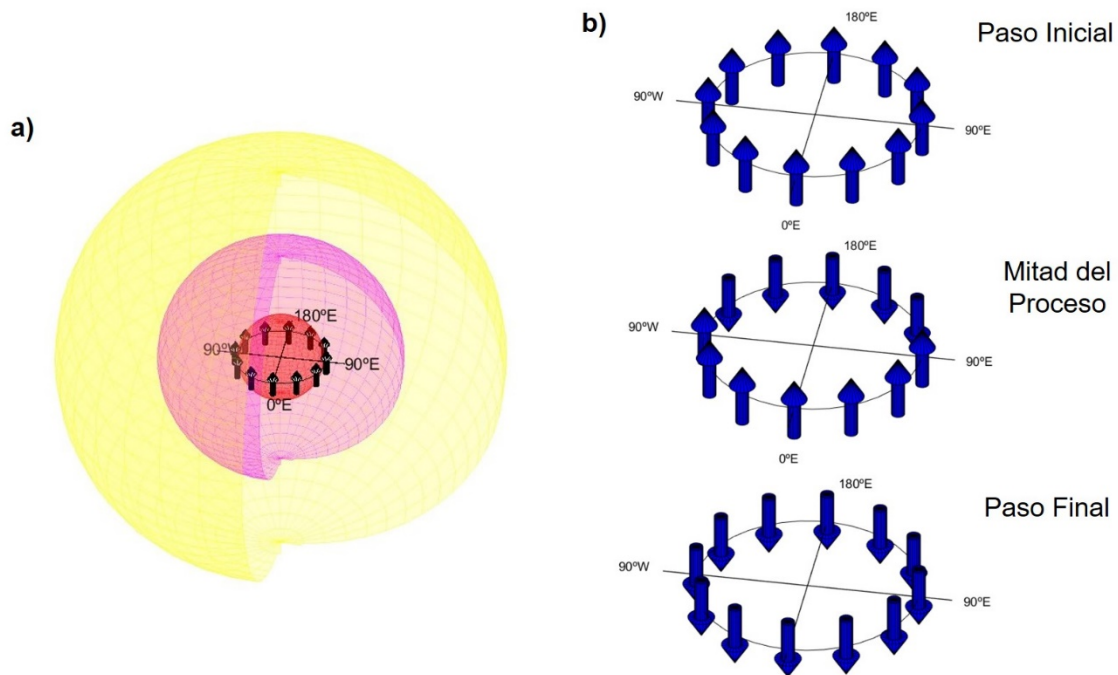 a)
180ºE
90ºW
90ºE
0ºE
b)
180ºE
Paso Inicial
90ºW
90ºE
0ºE
180ºE
Mitad del
Proceso
90ºW
90ºE
0ºE
180ºE
Paso Final
90ºW
90ºE